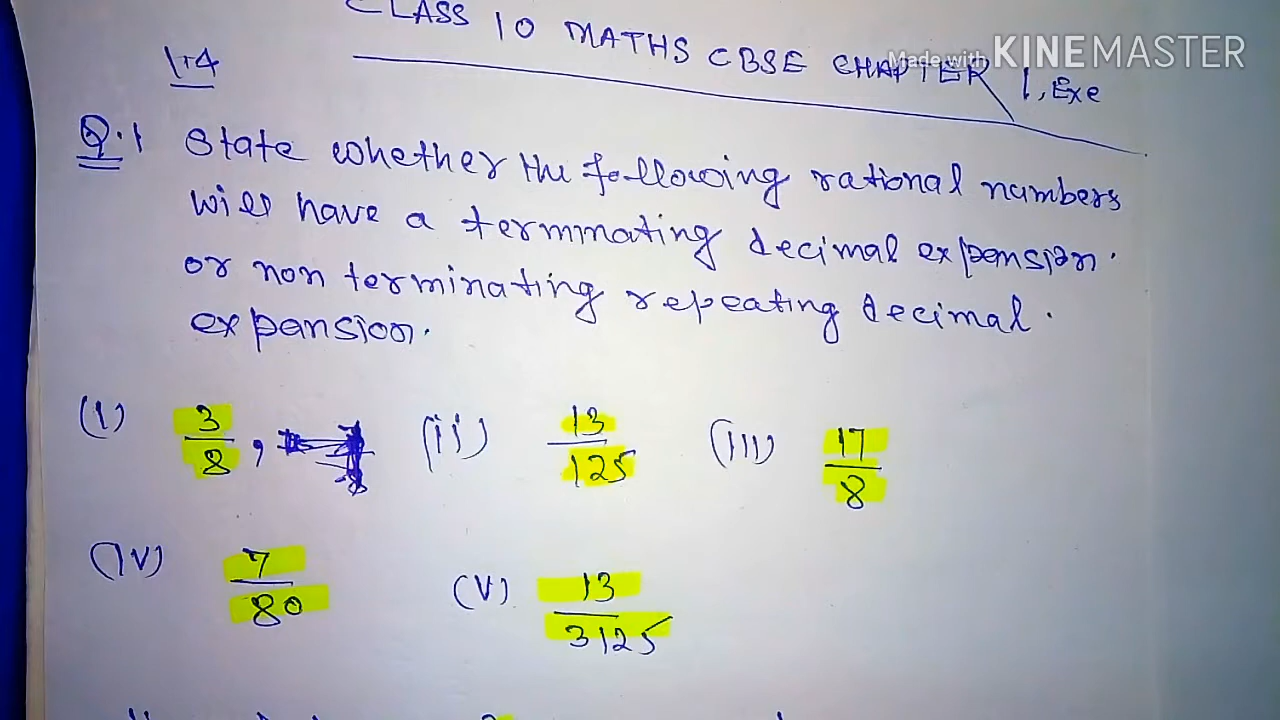 CLASS 10 MATHS CBSE CHAPTER 1, Exe
Made with KINEMASTER
1.4
Q.1 State whether the following rational numbers
will have a terminating decimal expension.
or non terminating repeating decimal.
expansion.
(i) 3/8, (ii) 13/125 (iii) 17/8
(iv) 7/80 (v) 13/3125